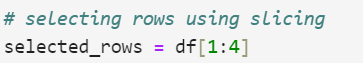 # selecting rows using slicing
selected_rows = df[1:4]